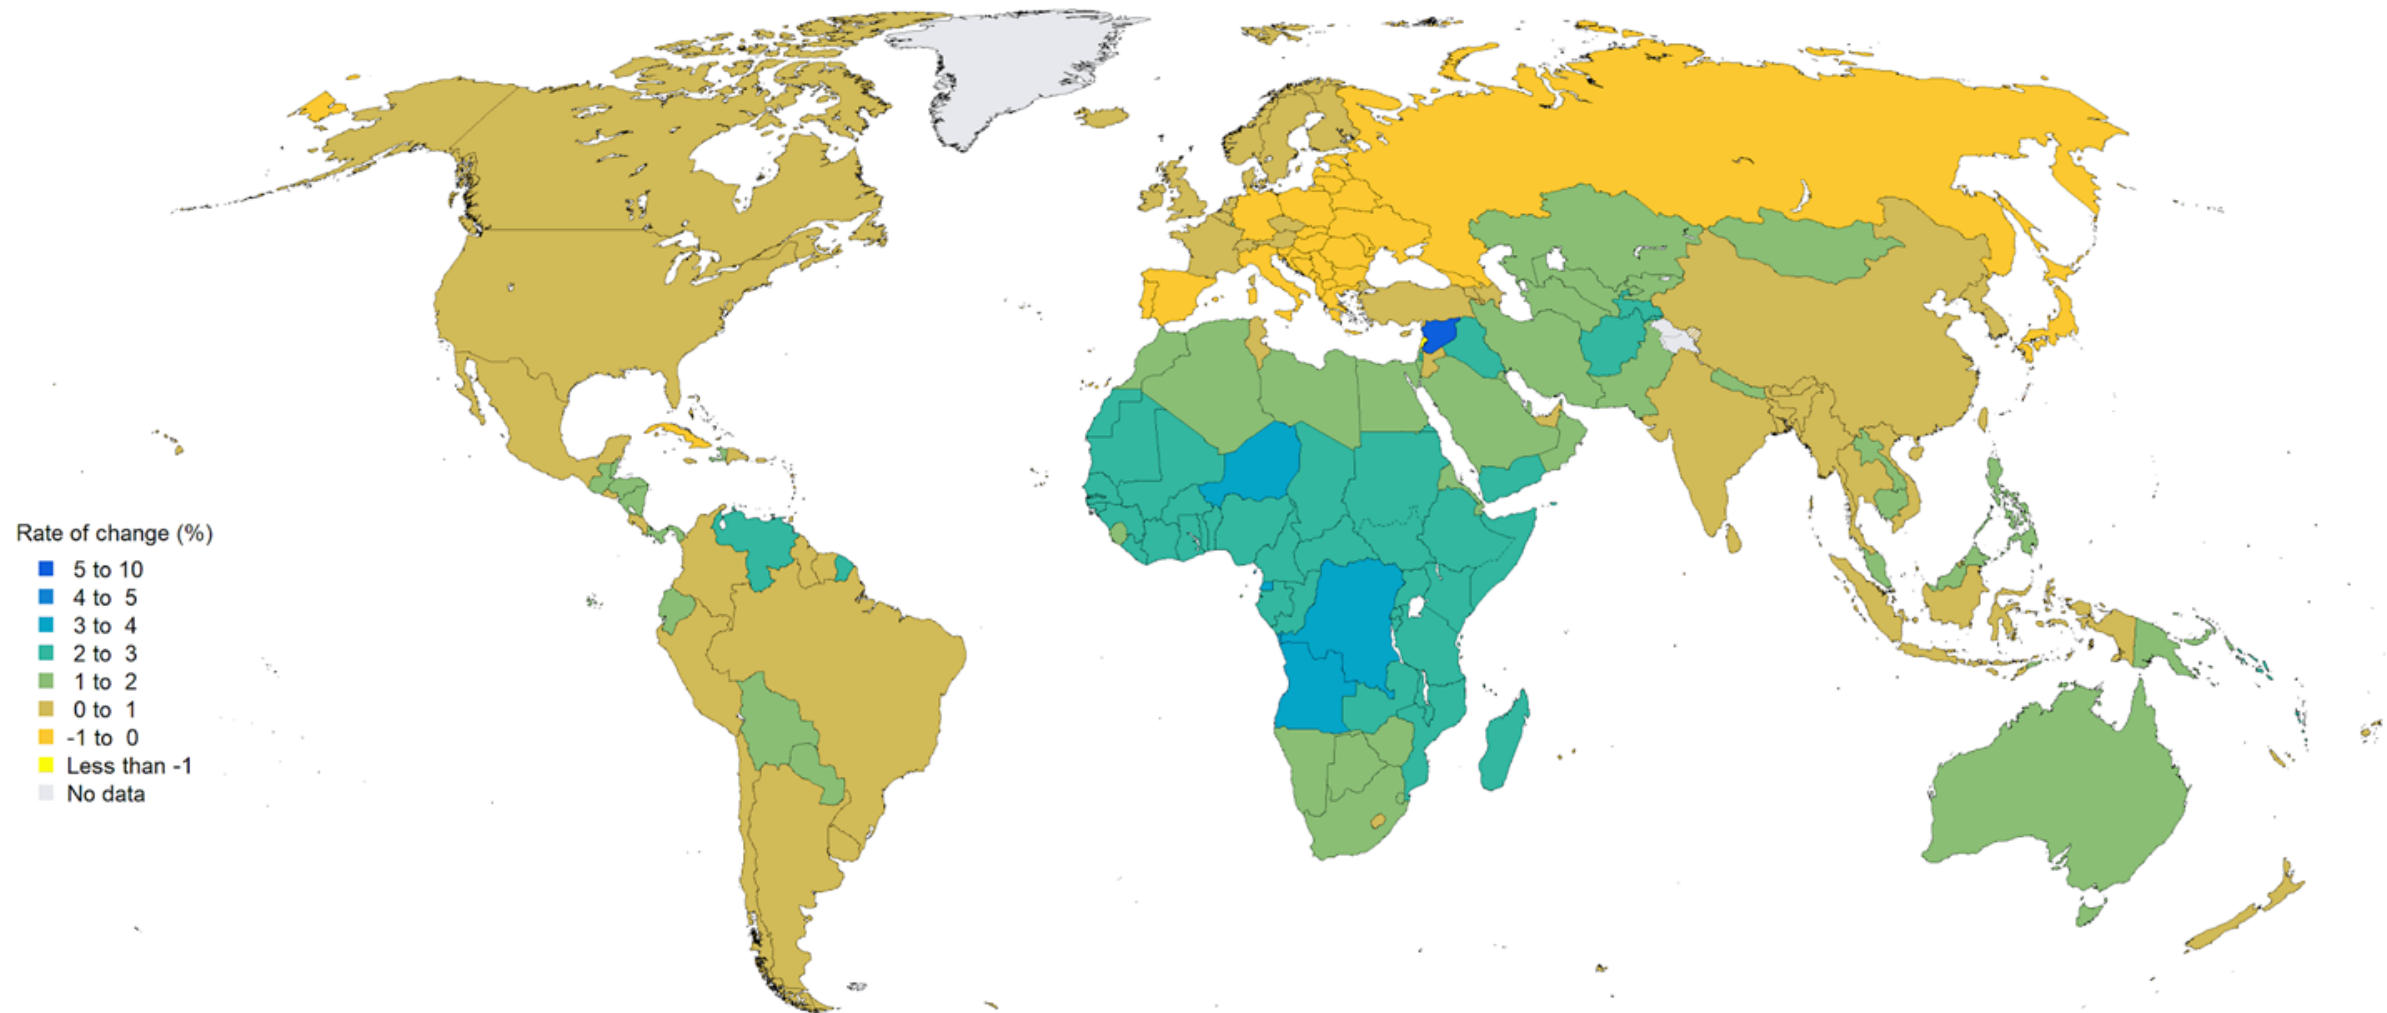 Rate of change (%)
5 to 10
4 to 5
3 to 4
2 to 3
1 to 2
0 to 1
-1 to 0
Less than -1
No data